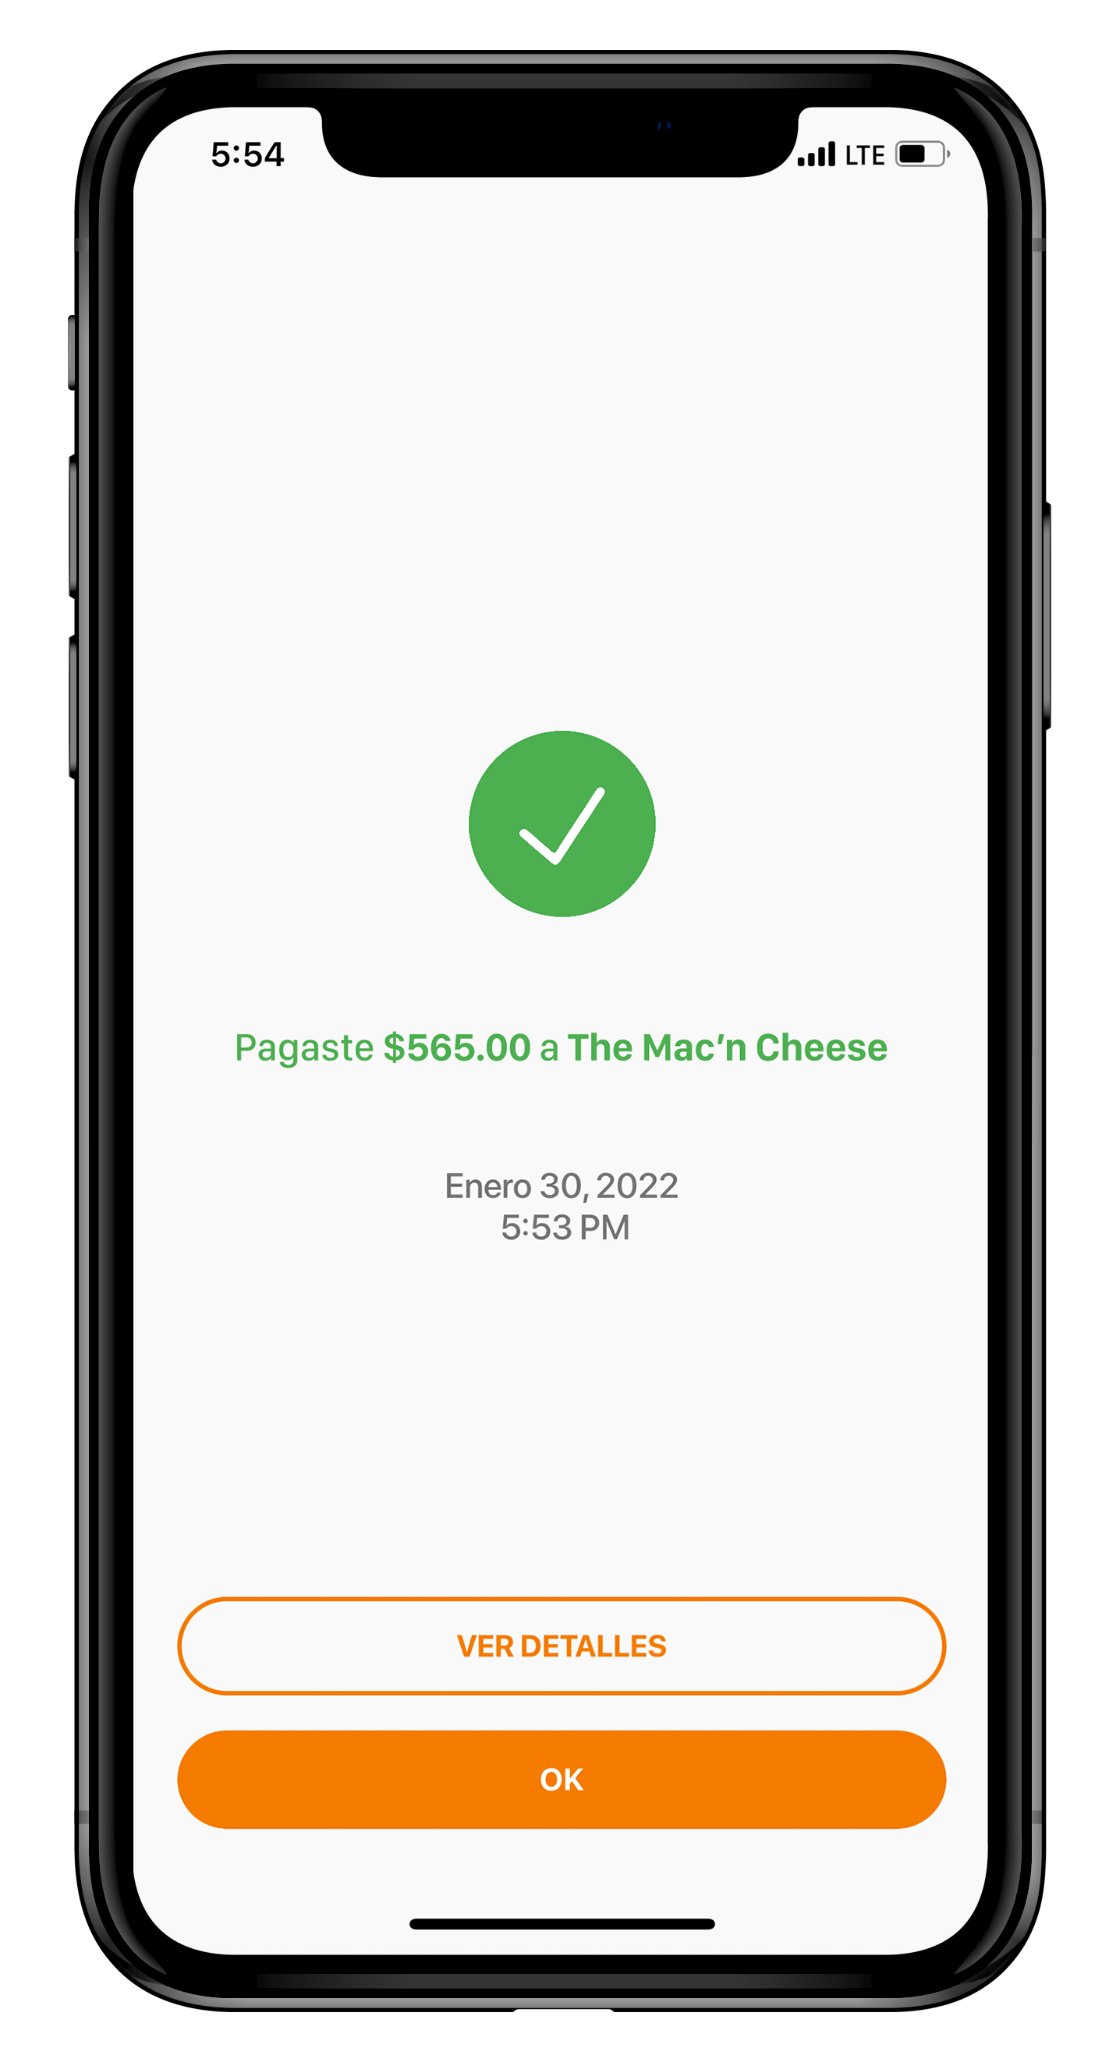 5:54 LTE
Pagaste $565.00 a The Mac’n Cheese
Enero 30, 2022
5:53 PM
VER DETALLES
OK